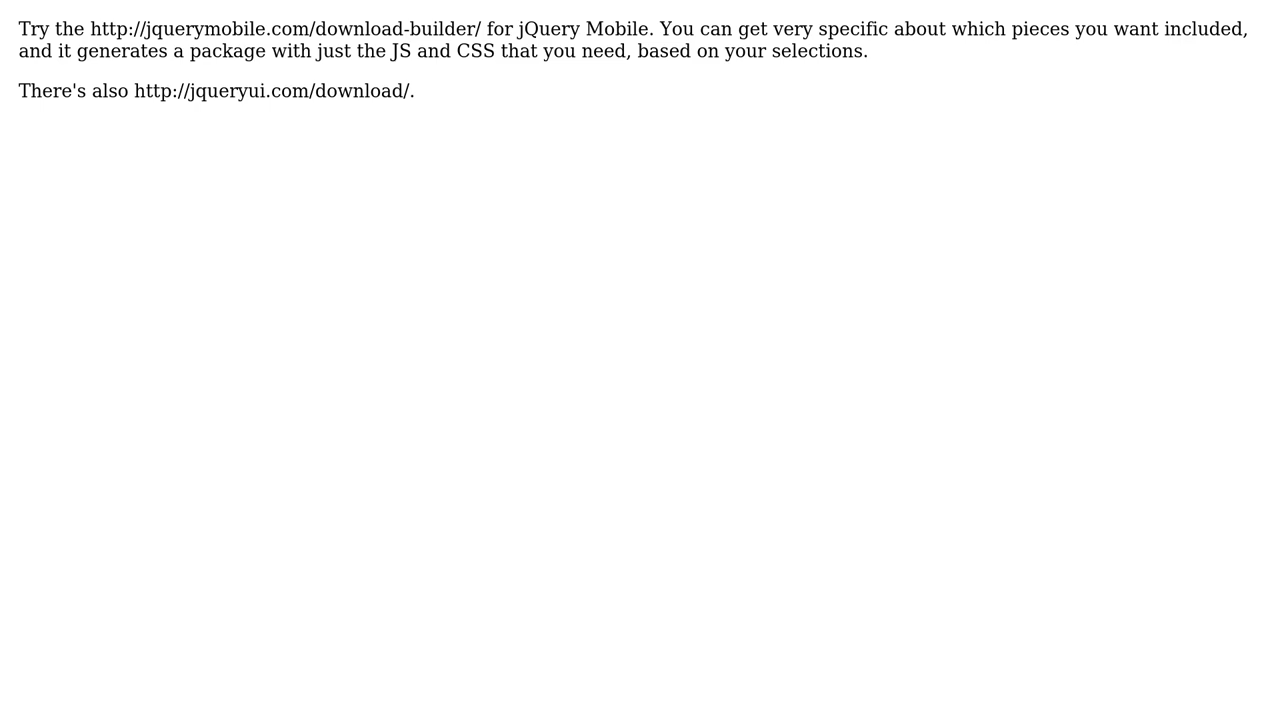 Try the http://jquerymobile.com/download-builder/ for jQuery Mobile. You can get very specific about which pieces you want included,
and it generates a package with just the JS and CSS that you need, based on your selections.
There's also http://jqueryui.com/download/.